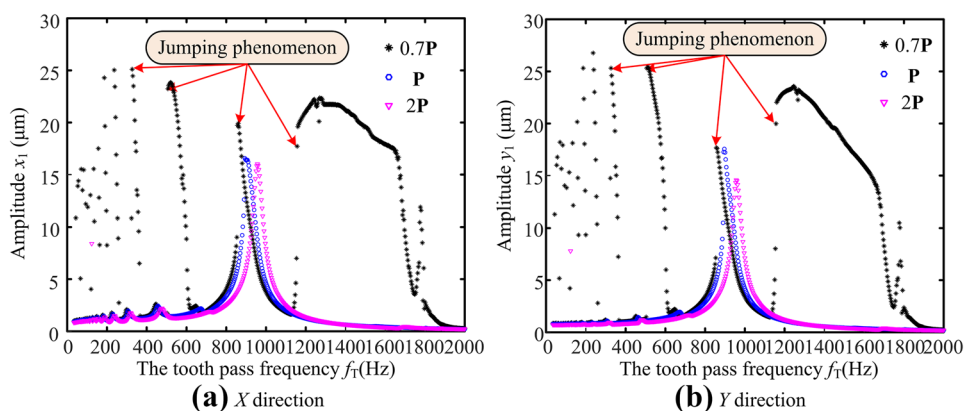 30
25
20
15
10
5
0
Amplitude x₁ (μm)
Jumping phenomenon
0.7P
P
2P
0 200 400 600 800 1000 1200 1400 1600 1800 2000
The tooth pass frequency f_T(Hz)
(a) X direction
30
25
20
15
10
5
0
Amplitude y₁ (μm)
Jumping phenomenon
0.7P
P
2P
0 200 400 600 800 1000 1200 1400 1600 1800 2000
The tooth pass frequency f_T(Hz)
(b) Y direction